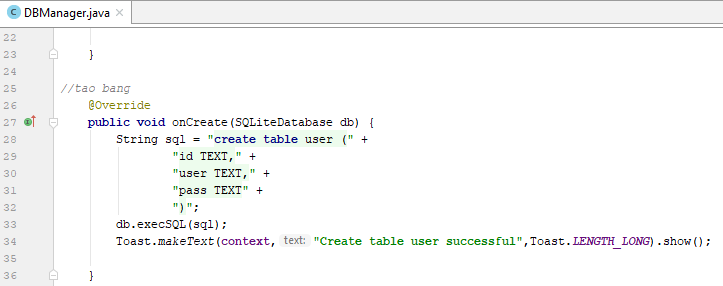 DBManager.java
22
23 }
24
25 //tao bang
26 @Override
27 public void onCreate(SQLiteDatabase db) {
28 String sql = "create table user (" +
29 "id TEXT," +
30 "user TEXT," +
31 "pass TEXT" +
32 ")";
33 db.execSQL(sql);
34 Toast.makeText(context, text: "Create table user successful",Toast.LENGTH_LONG).show();
35
36 }